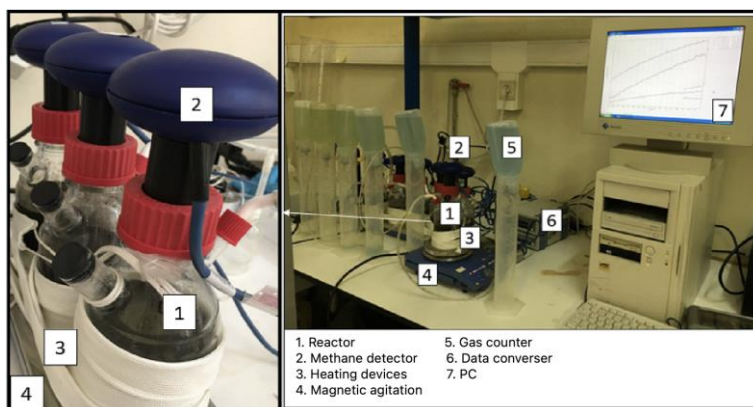 2
1
3
4
7
2
5
1
6
3
4
1. Reactor
2. Methane detector
3. Heating devices
4. Magnetic agitation
5. Gas counter
6. Data converser
7. PC